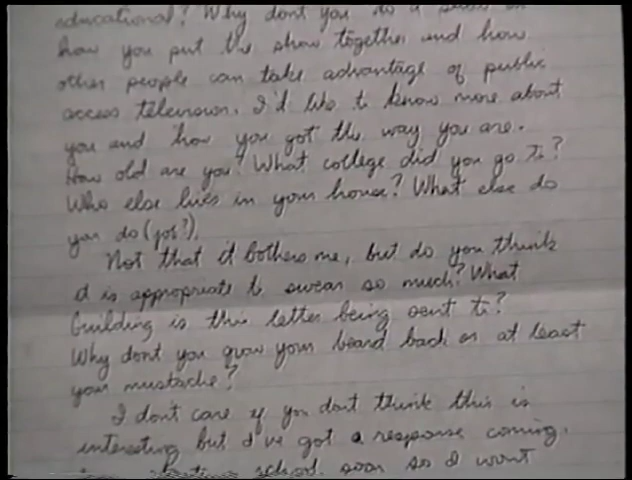 educational? Why dont you do a show on
how you put the show together and how
other people can take advantage of public
access television. I'd like to know more about
you and how you got the way you are.
How old are you? What college did you go to?
Who else lives in your house? What else do
you do (job?).
Not that it bothers me, but do you think
it is appropriate to swear so much? What
building is this letter being sent to?
Why dont you grow your beard back or at least
your mustache?
I don't care if you don't think this is
interesting but I've got a response coming.
school soon so I want